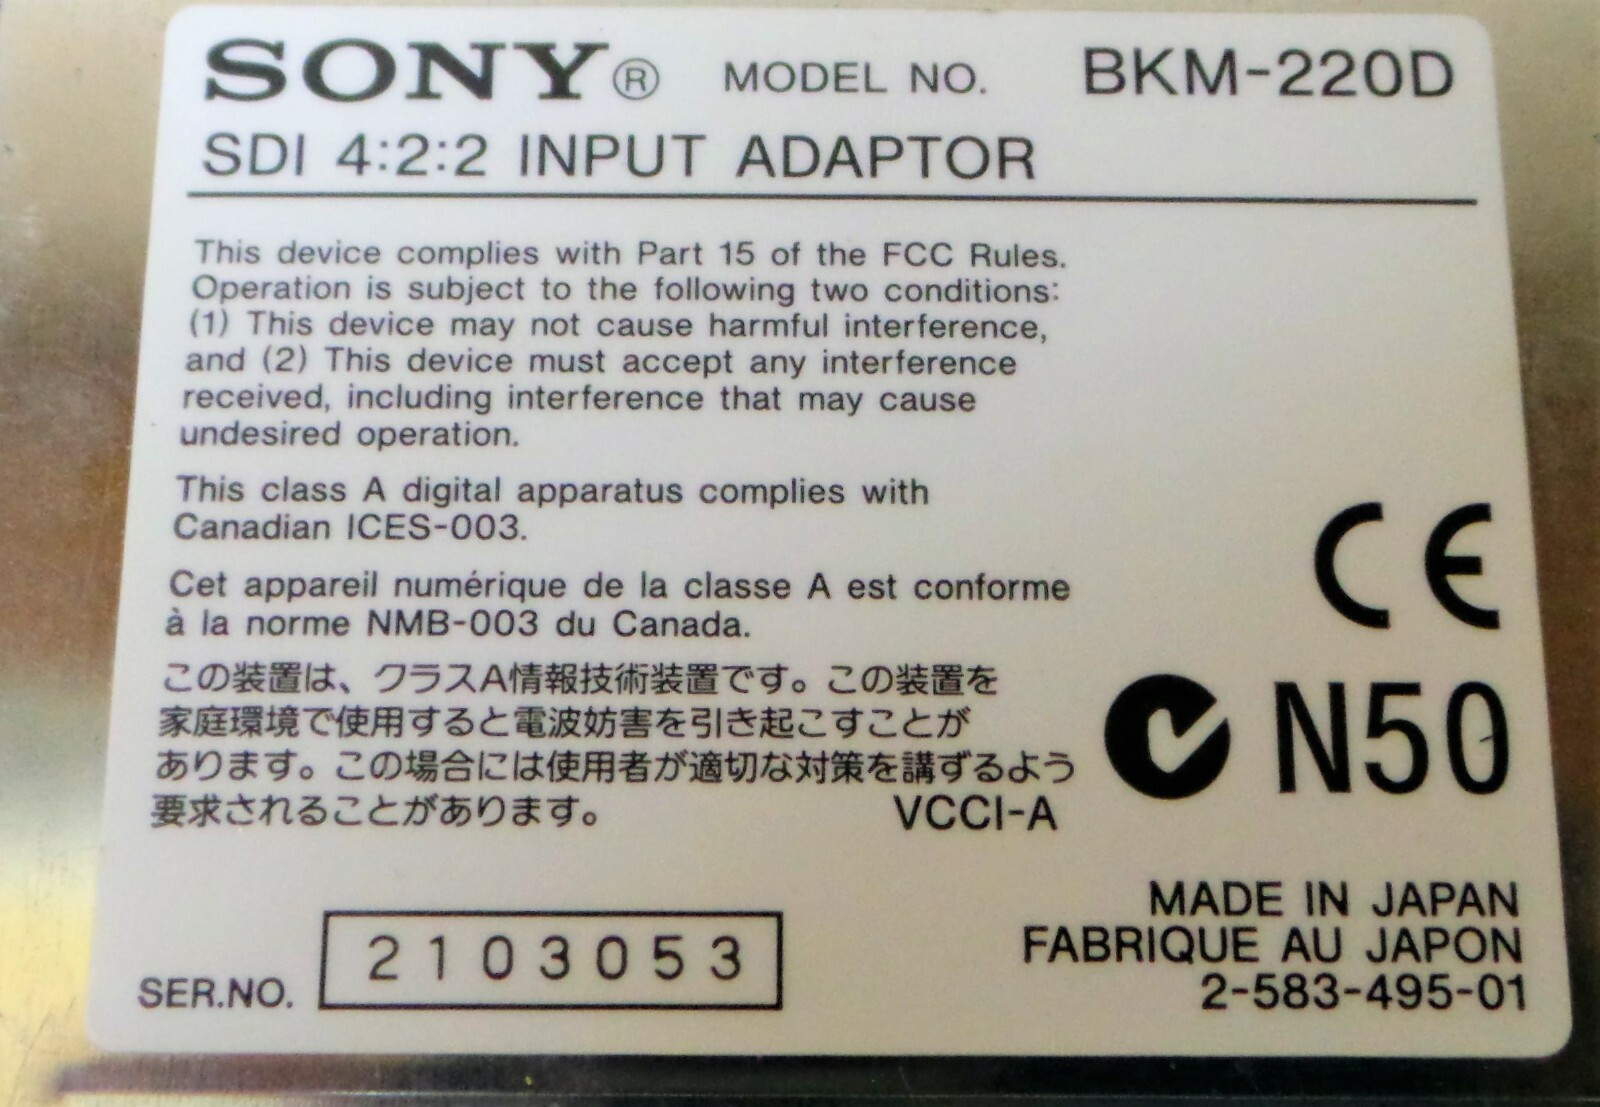 SONY® MODEL NO. BKM-220D
SDI 4:2:2 INPUT ADAPTOR
This device complies with Part 15 of the FCC Rules.
Operation is subject to the following two conditions:
(1) This device may not cause harmful interference,
and (2) This device must accept any interference
received, including interference that may cause
undesired operation.
This class A digital apparatus complies with
Canadian ICES-003.
Cet appareil numérique de la classe A est conforme
à la norme NMB-003 du Canada.
この装置は、クラスA情報技術装置です。この装置を
家庭環境で使用すると電波妨害を引き起こすことが
あります。この場合には使用者が適切な対策を講ずるよう
要求されることがあります。 VCCI-A
CE
N50
SER.NO. 2103053
MADE IN JAPAN
FABRIQUE AU JAPON
2-583-495-01